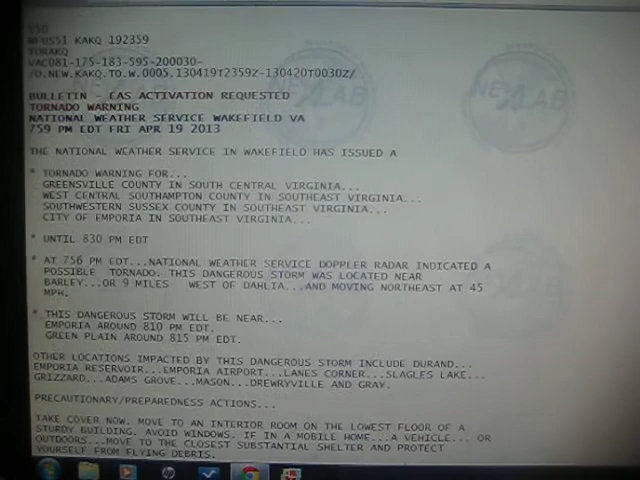 WFUS51 KAKQ 192359
TORAKQ
VAC081-175-183-595-200030-
/O.NEW.KAKQ.TO.W.0005.130419T2359Z-130420T0030Z/
BULLETIN - EAS ACTIVATION REQUESTED
TORNADO WARNING
NATIONAL WEATHER SERVICE WAKEFIELD VA
759 PM EDT FRI APR 19 2013
THE NATIONAL WEATHER SERVICE IN WAKEFIELD HAS ISSUED A
* TORNADO WARNING FOR...
GREENSVILLE COUNTY IN SOUTH CENTRAL VIRGINIA...
WEST CENTRAL SOUTHAMPTON COUNTY IN SOUTHEAST VIRGINIA...
SOUTHWESTERN SUSSEX COUNTY IN SOUTHEAST VIRGINIA...
CITY OF EMPORIA IN SOUTHEAST VIRGINIA...
* UNTIL 830 PM EDT
* AT 756 PM EDT...NATIONAL WEATHER SERVICE DOPPLER RADAR INDICATED A
POSSIBLE TORNADO. THIS DANGEROUS STORM WAS LOCATED NEAR
BARLEY...OR 9 MILES WEST OF DAHLIA...AND MOVING NORTHEAST AT 45
MPH.
* THIS DANGEROUS STORM WILL BE NEAR...
EMPORIA AROUND 810 PM EDT.
GREEN PLAIN AROUND 815 PM EDT.
OTHER LOCATIONS IMPACTED BY THIS DANGEROUS STORM INCLUDE DURAND...
EMPORIA RESERVOIR...EMPORIA AIRPORT...LANES CORNER...SLAGLES LAKE...
GRIZZARD...ADAMS GROVE...MASON...DREWRYVILLE AND GRAY.
PRECAUTIONARY/PREPAREDNESS ACTIONS...
TAKE COVER NOW. MOVE TO AN INTERIOR ROOM ON THE LOWEST FLOOR OF A
STURDY BUILDING. AVOID WINDOWS. IF IN A MOBILE HOME...A VEHICLE... OR
OUTDOORS...MOVE TO THE CLOSEST SUBSTANTIAL SHELTER AND PROTECT
YOURSELF FROM FLYING DEBRIS.